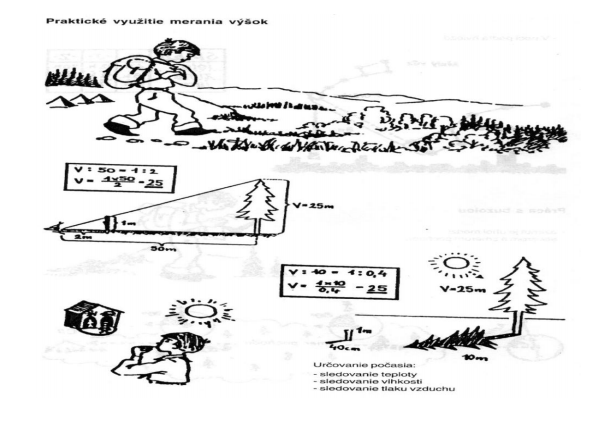 Praktické využitie merania výšok
V : 50 = 1 : 2
V = 1x50 / 2 = 25
1m
V=25m
2m
50m
V : 10 = 1 : 0,4
V = 1x10 / 0,4 - 25
V=25m
1m
40cm
10m
Určovanie počasia:
- sledovanie teploty
- sledovanie vlhkosti
- sledovanie tlaku vzduchu